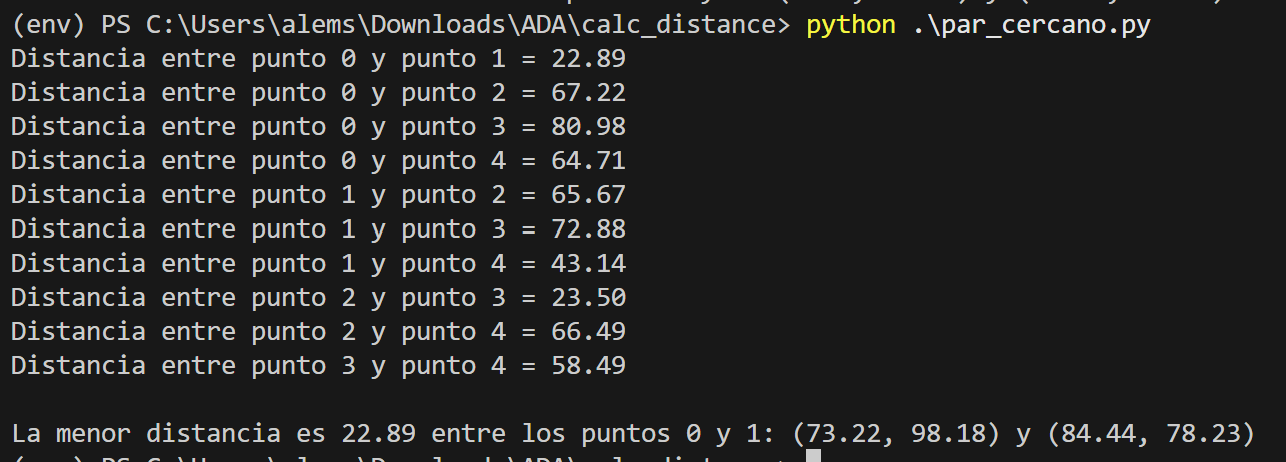 (env) PS C:\Users\alems\Downloads\ADA\calc_distance> python .\par_cercano.py
Distancia entre punto 0 y punto 1 = 22.89
Distancia entre punto 0 y punto 2 = 67.22
Distancia entre punto 0 y punto 3 = 80.98
Distancia entre punto 0 y punto 4 = 64.71
Distancia entre punto 1 y punto 2 = 65.67
Distancia entre punto 1 y punto 3 = 72.88
Distancia entre punto 1 y punto 4 = 43.14
Distancia entre punto 2 y punto 3 = 23.50
Distancia entre punto 2 y punto 4 = 66.49
Distancia entre punto 3 y punto 4 = 58.49
La menor distancia es 22.89 entre los puntos 0 y 1: (73.22, 98.18) y (84.44, 78.23)